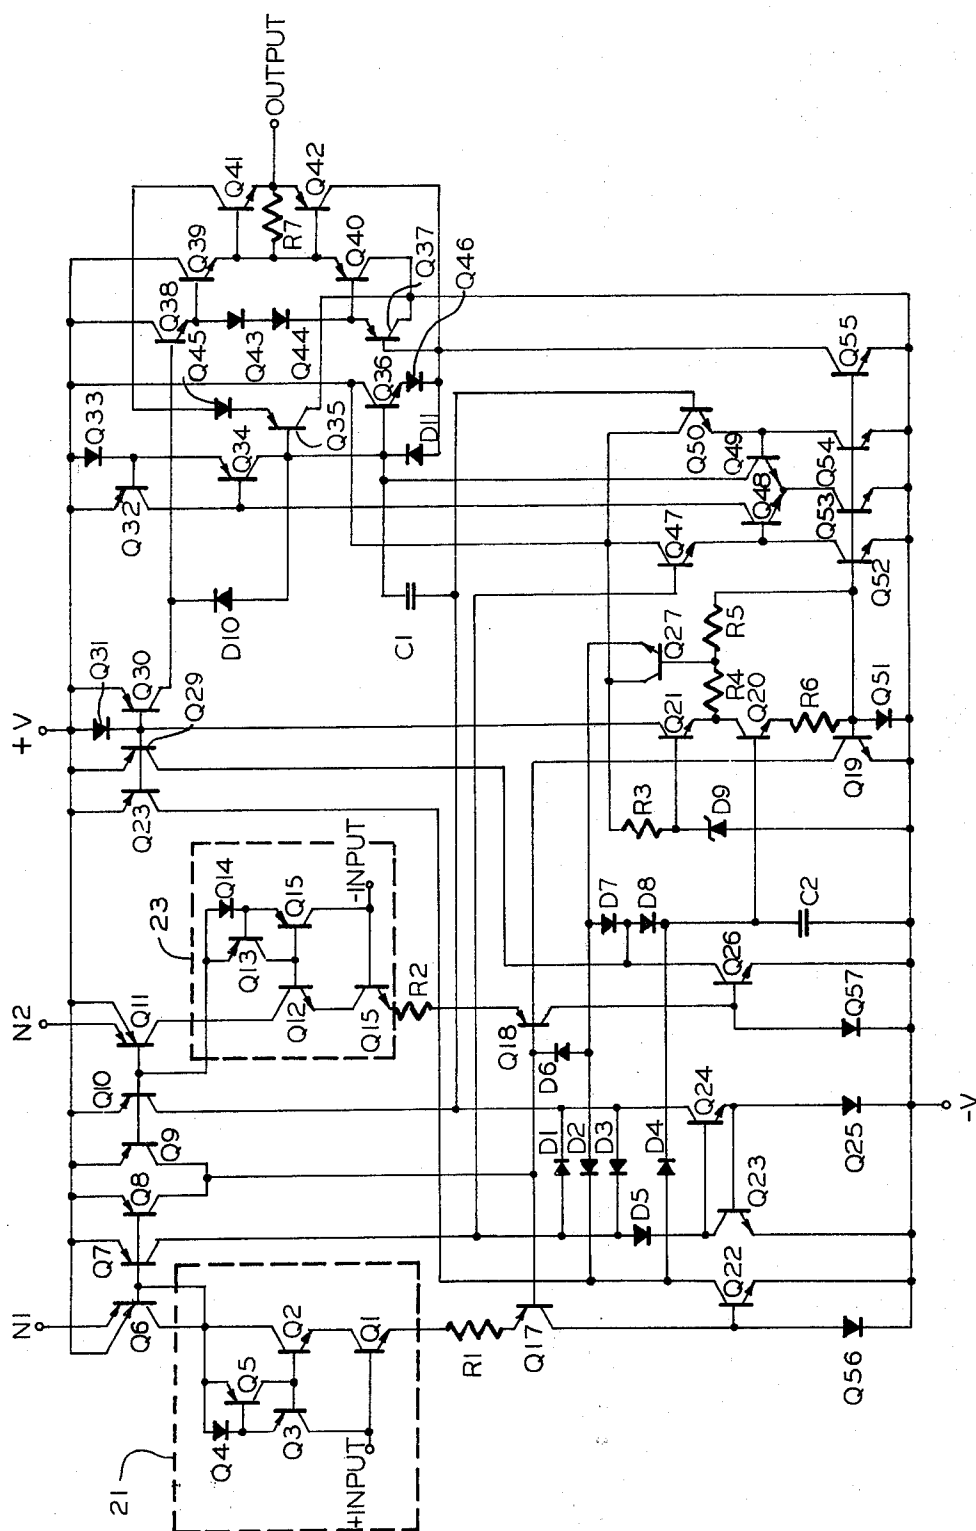 OUTPUT
Q41
Q42
R7
Q39
Q40
Q37
Q46
Q38
Q45
Q43
Q44
Q36
Q35
D11
Q33
Q34
Q32
D10
C1
Q55
Q50
Q49
Q54
Q48
Q53
Q47
Q52
+V
Q31
Q30
Q29
Q23
Q27
R5
R4
Q21
Q20
R6
Q51
Q19
R3
D9
23
Q14
Q15
-INPUT
Q13
Q12
Q15
R2
D7
D8
C2
Q26
Q57
N2
Q11
Q10
Q9
Q8
Q7
Q18
D6
D1
D2
D3
D4
D5
Q24
Q25
Q23
-V
N1
Q6
Q2
Q1
Q5
Q4
Q3
+INPUT
21
R1
Q17
Q22
Q56